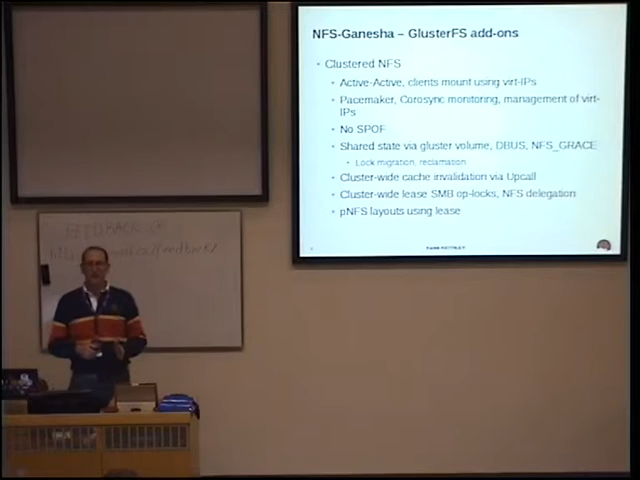 NFS-Ganesha – GlusterFS add-ons
• Clustered NFS
• Active-Active, clients mount using virt-IPs
• Pacemaker, Corosync monitoring, management of virt-
IPs
• No SPOF
• Shared state via gluster volume, DBUS, NFS_GRACE
• Lock migration, reclamation
• Cluster-wide cache invalidation via Upcall
• Cluster-wide lease SMB op-locks, NFS delegation
• pNFS layouts using lease
FEEDBACK @